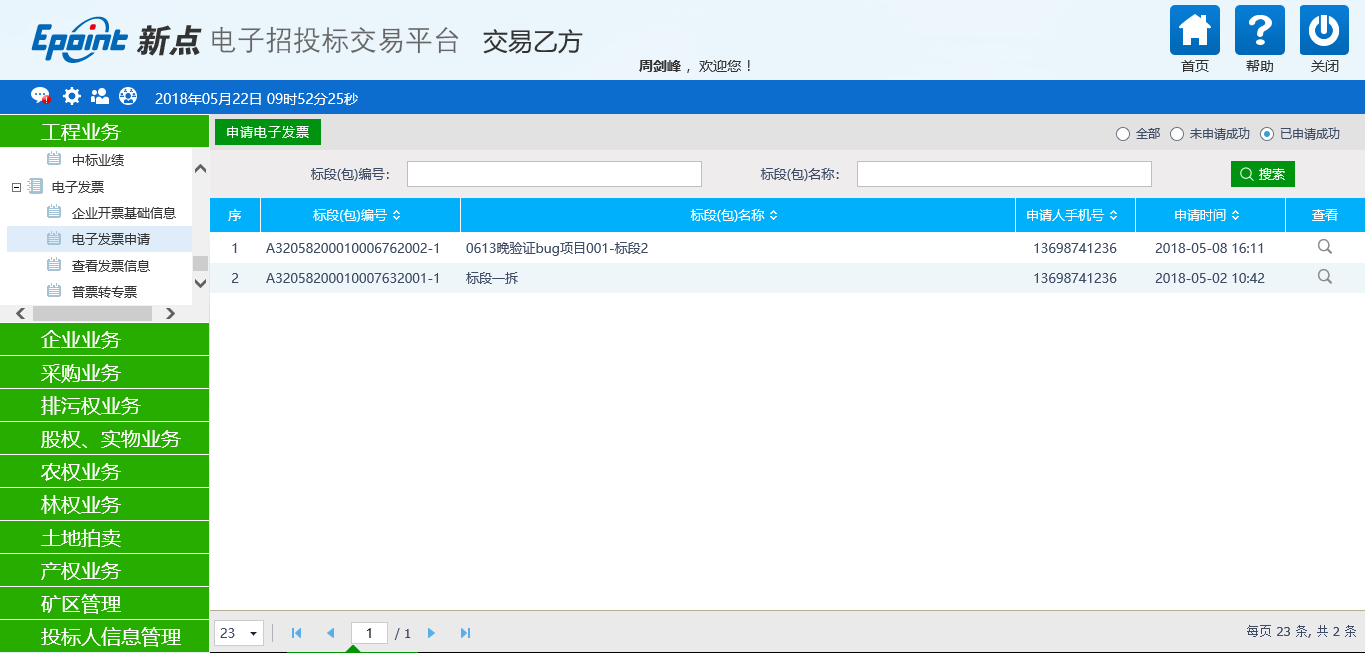 Epoint 新点 电子招投标交易平台 交易乙方
周剑峰 ，欢迎您！
首页 帮助 关闭
2018年05月22日 09时52分25秒
工程业务
中标业绩
电子发票
企业开票基础信息
电子发票申请
查看发票信息
普票转专票
企业业务
采购业务
排污权业务
股权、实物业务
农权业务
林权业务
土地拍卖
产权业务
矿区管理
投标人信息管理
申请电子发票 全部 未申请成功 已申请成功
标段(包)编号: 标段(包)名称: 搜索
序 标段(包)编号 标段(包)名称 申请人手机号 申请时间 查看
1 A32058200010006762002-1 0613晚验证bug项目001-标段2 13698741236 2018-05-08 16:11
2 A32058200010007632001-1 标段一拆 13698741236 2018-05-02 10:42
23 1 / 1 每页 23 条, 共 2 条